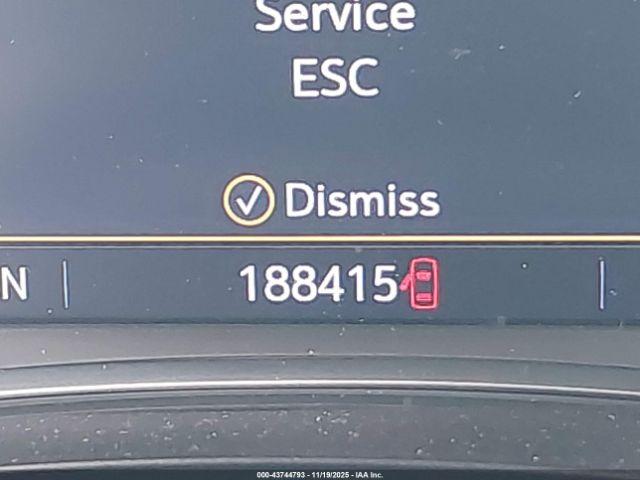 Service
ESC
Dismiss
N 188415
000-43744793 - 11/19/2025 - IAA Inc.